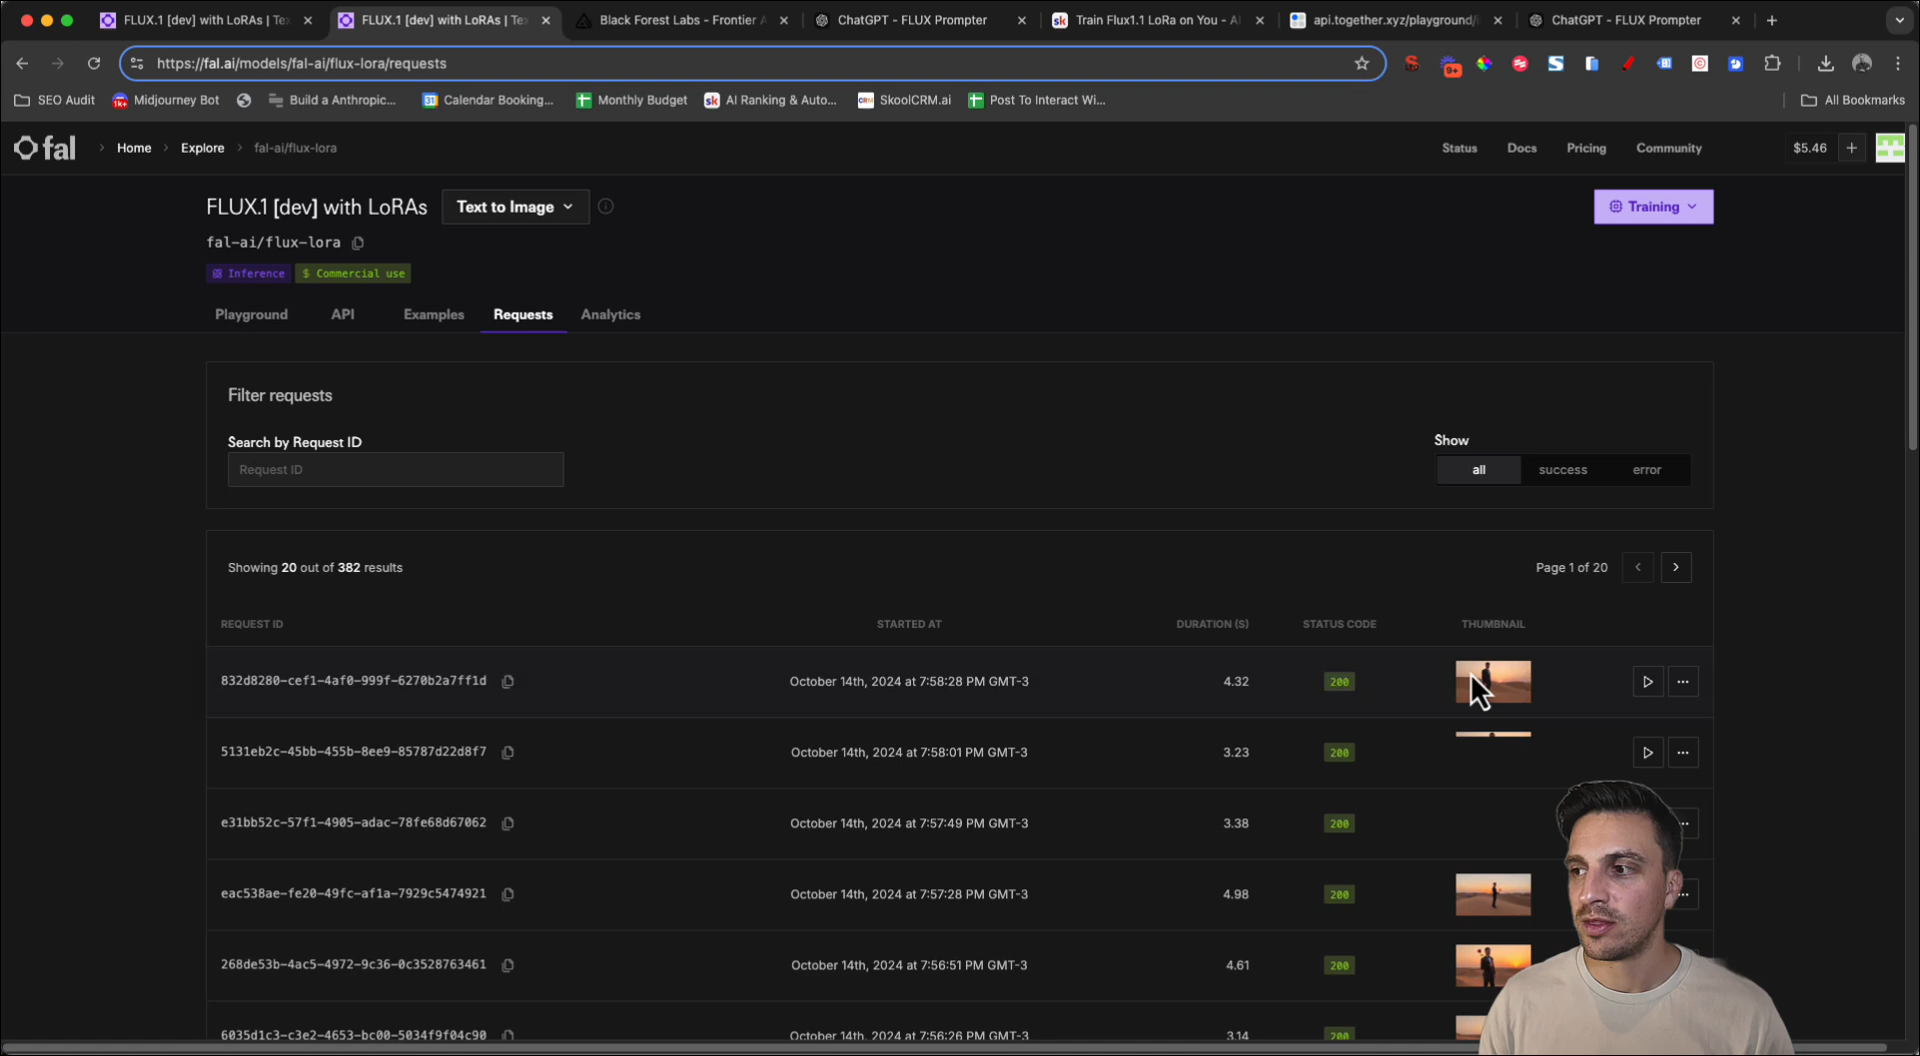 FLUX.1 [dev] with LoRAs | Tex
FLUX.1 [dev] with LoRAs | Tex
Black Forest Labs - Frontier A
ChatGPT - FLUX Prompter
Train Flux1.1 LoRa on You - AI
api.together.xyz/playground/i
ChatGPT - FLUX Prompter
https://fal.ai/models/fal-ai/flux-lora/requests
9+
SEO Audit
1K+ Midjourney Bot
Build a Anthropic...
31 Calendar Booking...
Monthly Budget
sk AI Ranking & Auto...
CRM SkoolCRM.ai
Post To Interact Wi...
All Bookmarks
fal
Home
Explore
fal-ai/flux-lora
Status
Docs
Pricing
Community
$5.46
FLUX.1 [dev] with LoRAs
Text to Image
Training
fal-ai/flux-lora
Inference
$ Commercial use
Playground
API
Examples
Requests
Analytics
Filter requests
Search by Request ID
Request ID
Show
all
success
error
Showing 20 out of 382 results
Page 1 of 20
REQUEST ID STARTED AT DURATION (S) STATUS CODE THUMBNAIL
832d8280-cef1-4af0-999f-6270b2a7ff1d October 14th, 2024 at 7:58:28 PM GMT-3 4.32 200
5131eb2c-45bb-455b-8ee9-85787d22d8f7 October 14th, 2024 at 7:58:01 PM GMT-3 3.23 200
e31bb52c-57f1-4905-adac-78fe68d67062 October 14th, 2024 at 7:57:49 PM GMT-3 3.38 200
eac538ae-fe20-49fc-af1a-7929c5474921 October 14th, 2024 at 7:57:28 PM GMT-3 4.98 200
268de53b-4ac5-4972-9c36-0c3528763461 October 14th, 2024 at 7:56:51 PM GMT-3 4.61 200
6035d1c3-c3e2-4653-bc00-5034f9f04c90 October 14th, 2024 at 7:56:26 PM GMT-3 3.14 200